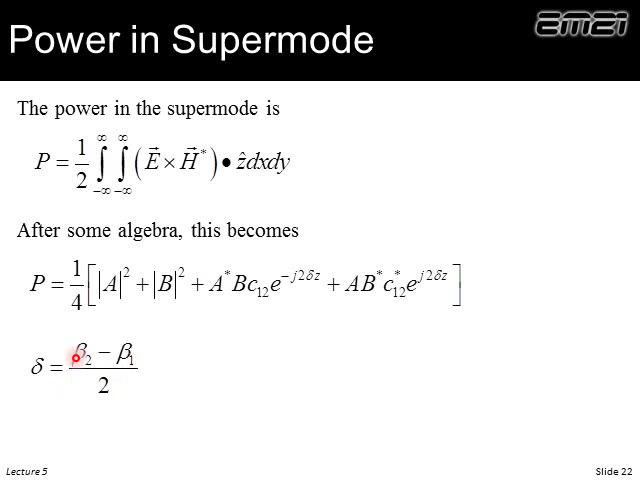 Power in Supermode
EM21
The power in the supermode is
P = 1/2 ∫_{-∞}^{∞} ∫_{-∞}^{∞} (E⃗ × H⃗*) • ẑdxdy
After some algebra, this becomes
P = 1/4 [|A|² + |B|² + A*Bc₁₂e^{-j2δz} + AB*c₁₂*e^{j2δz}]
δ = (β₂ − β₁)/2
Lecture 5
Slide 22